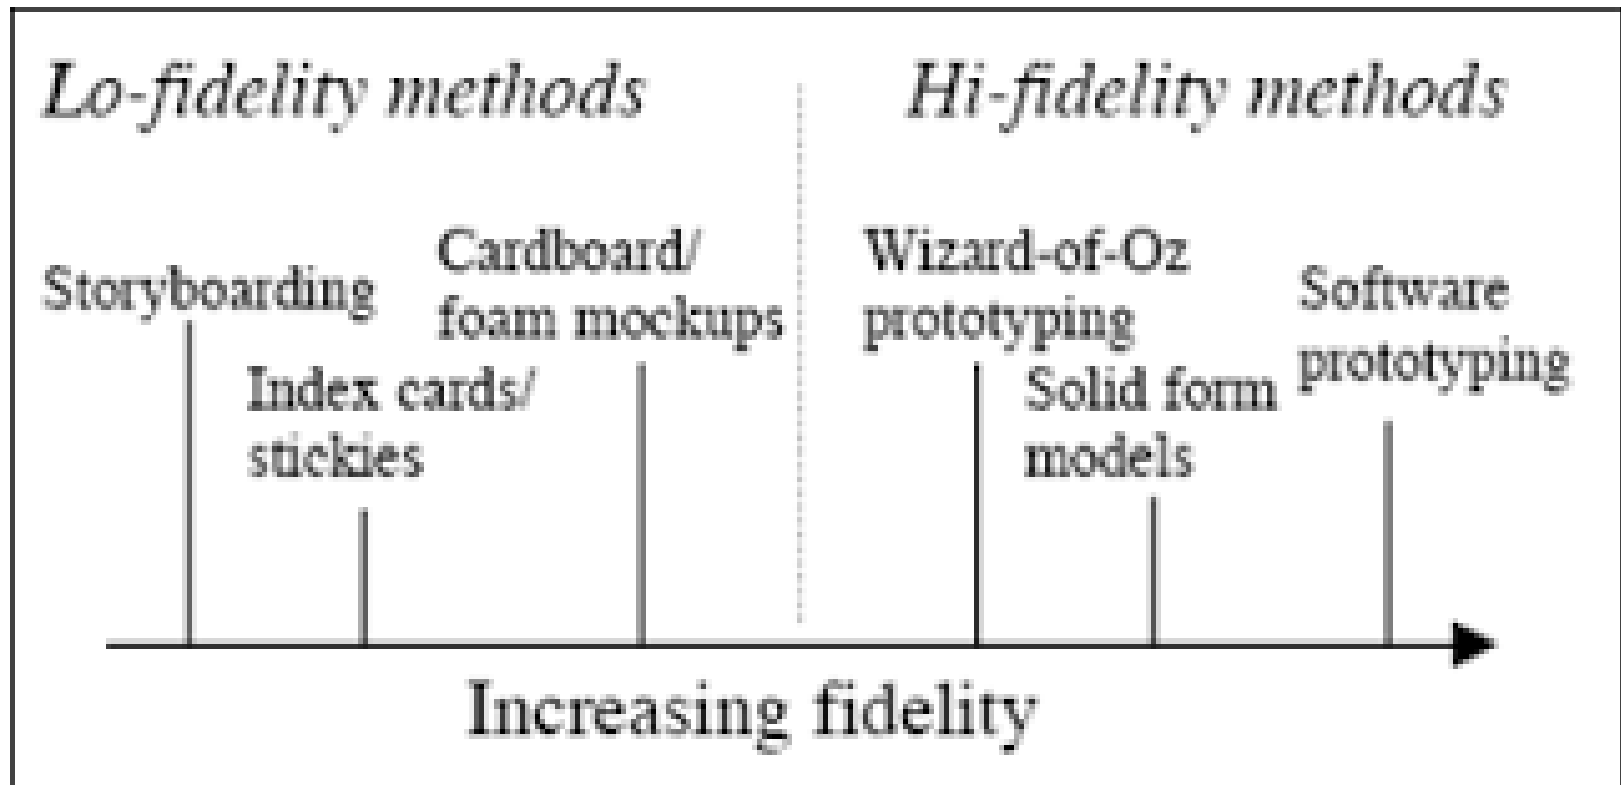 Lo-fidelity methods
Hi-fidelity methods
Storyboarding
Index cards/
stickies
Cardboard/
foam mockups
Wizard-of-Oz
prototyping
Solid form
models
Software
prototyping
Increasing fidelity